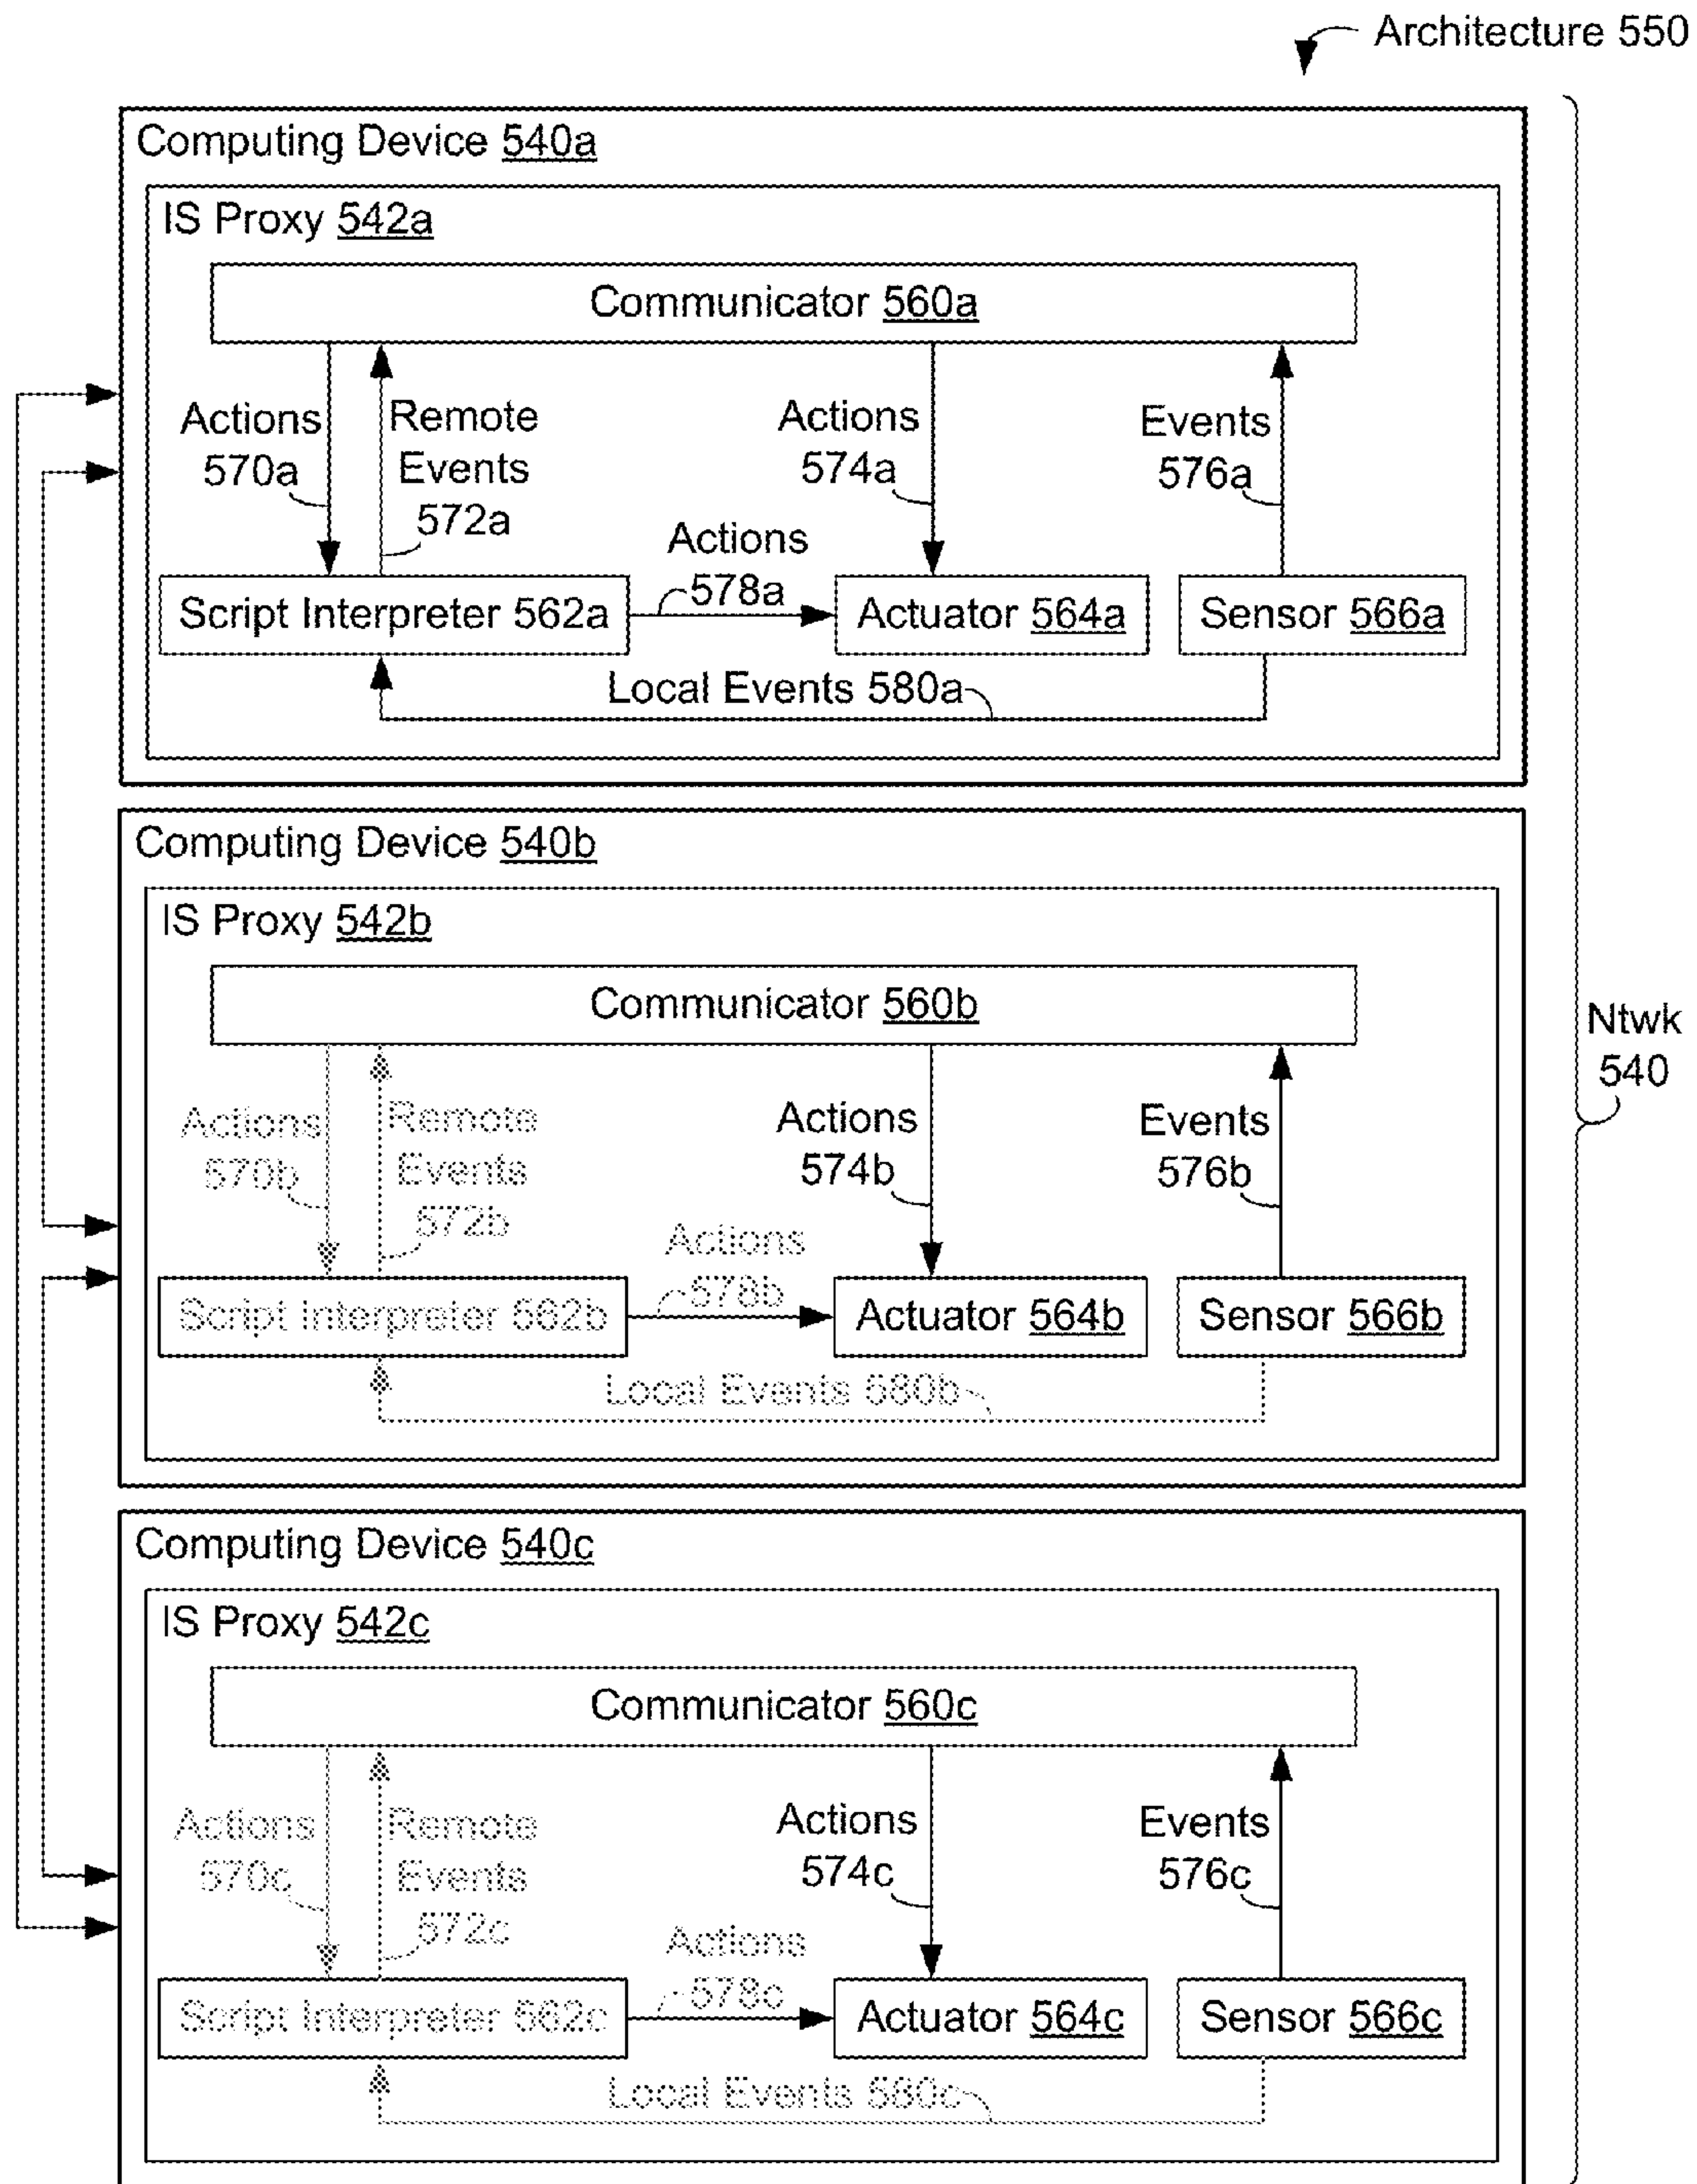 Architecture 550
Computing Device 540a
IS Proxy 542a
Communicator 560a
Actions
570a
Remote
Events
572a
Actions
574a
Events
576a
Actions
578a
Script Interpreter 562a
Actuator 564a
Sensor 566a
Local Events 580a
Computing Device 540b
IS Proxy 542b
Communicator 560b
Ntwk
540
Actions
570b
Remote
Events
572b
Actions
574b
Events
576b
Actions
578b
Script Interpreter 562b
Actuator 564b
Sensor 566b
Local Events 580b
Computing Device 540c
IS Proxy 542c
Communicator 560c
Actions
570c
Remote
Events
572c
Actions
574c
Events
576c
Actions
578c
Script Interpreter 562c
Actuator 564c
Sensor 566c
Local Events 580c